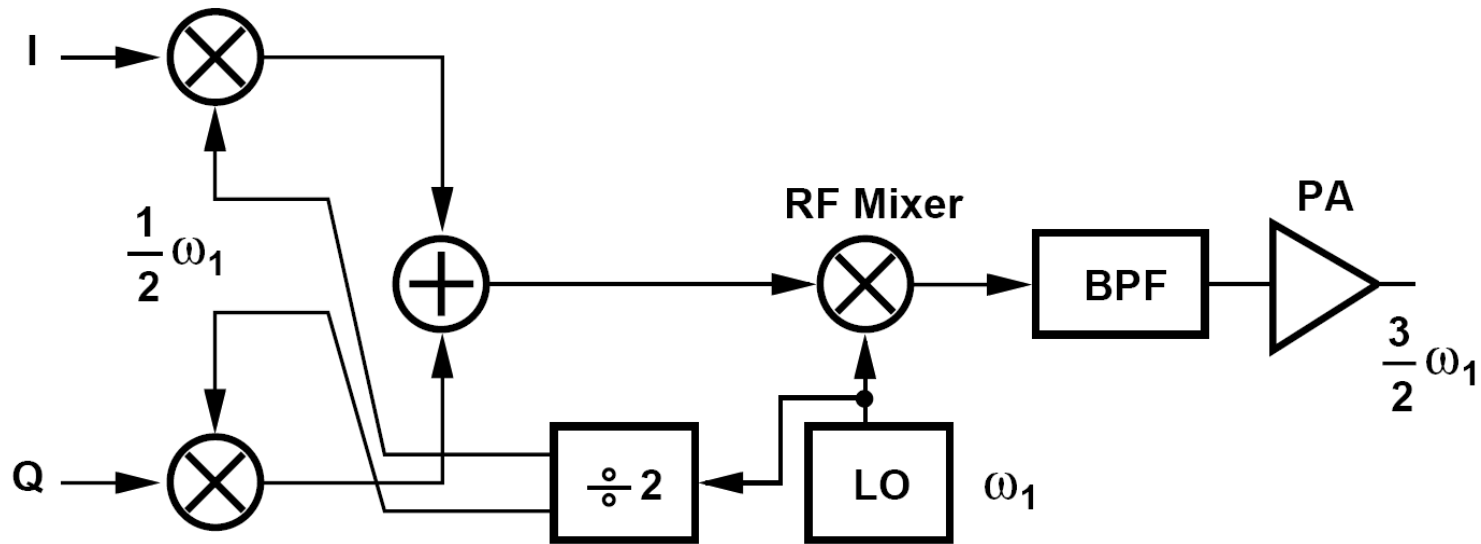 I
1/2 ω1
RF Mixer
PA
BPF
3/2 ω1
Q
÷ 2
LO
ω1